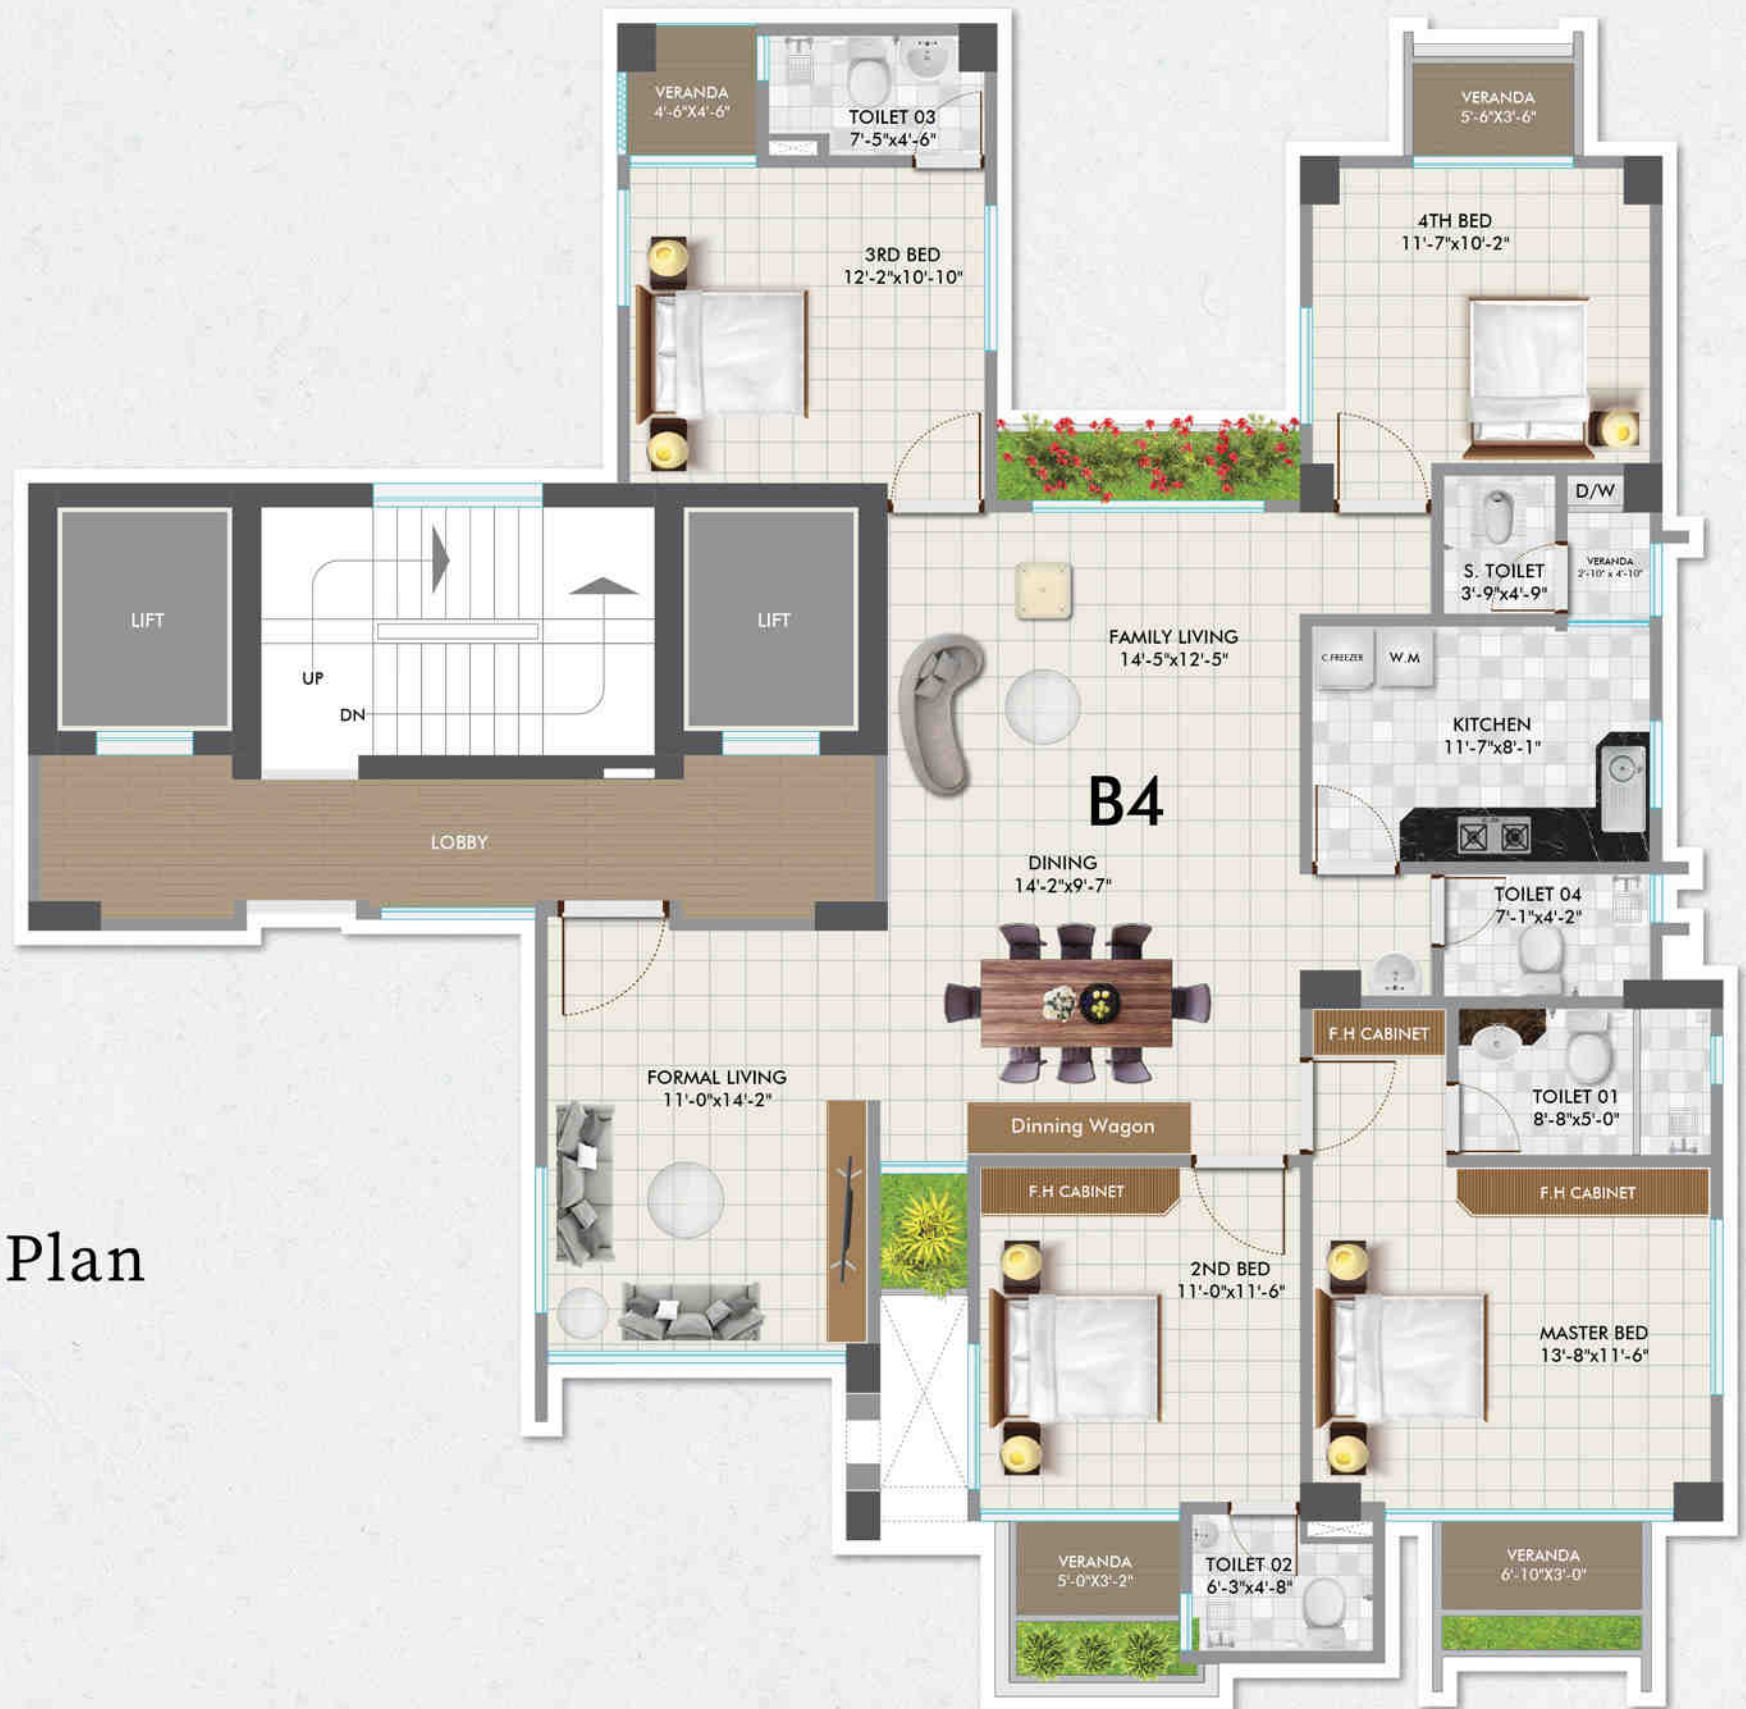 VERANDA
4'-6"X4'-6"
TOILET 03
7'-5"x4'-6"
VERANDA
5'-6"X3'-6"
3RD BED
12'-2"x10'-10"
4TH BED
11'-7"x10'-2"
D/W
S. TOILET
3'-9"x4'-9"
VERANDA
2'-10" x 4'-10"
LIFT
UP
DN
LIFT
FAMILY LIVING
14'-5"x12'-5"
C.FREEZER
W.M
KITCHEN
11'-7"x8'-1"
B4
LOBBY
DINING
14'-2"x9'-7"
TOILET 04
7'-1"x4'-2"
F.H CABINET
FORMAL LIVING
11'-0"x14'-2"
TOILET 01
8'-8"x5'-0"
Dinning Wagon
F.H CABINET
F.H CABINET
Plan
2ND BED
11'-0"x11'-6"
MASTER BED
13'-8"x11'-6"
VERANDA
5'-0"X3'-2"
TOILET 02
6'-3"x4'-8"
VERANDA
6'-10"X3'-0"